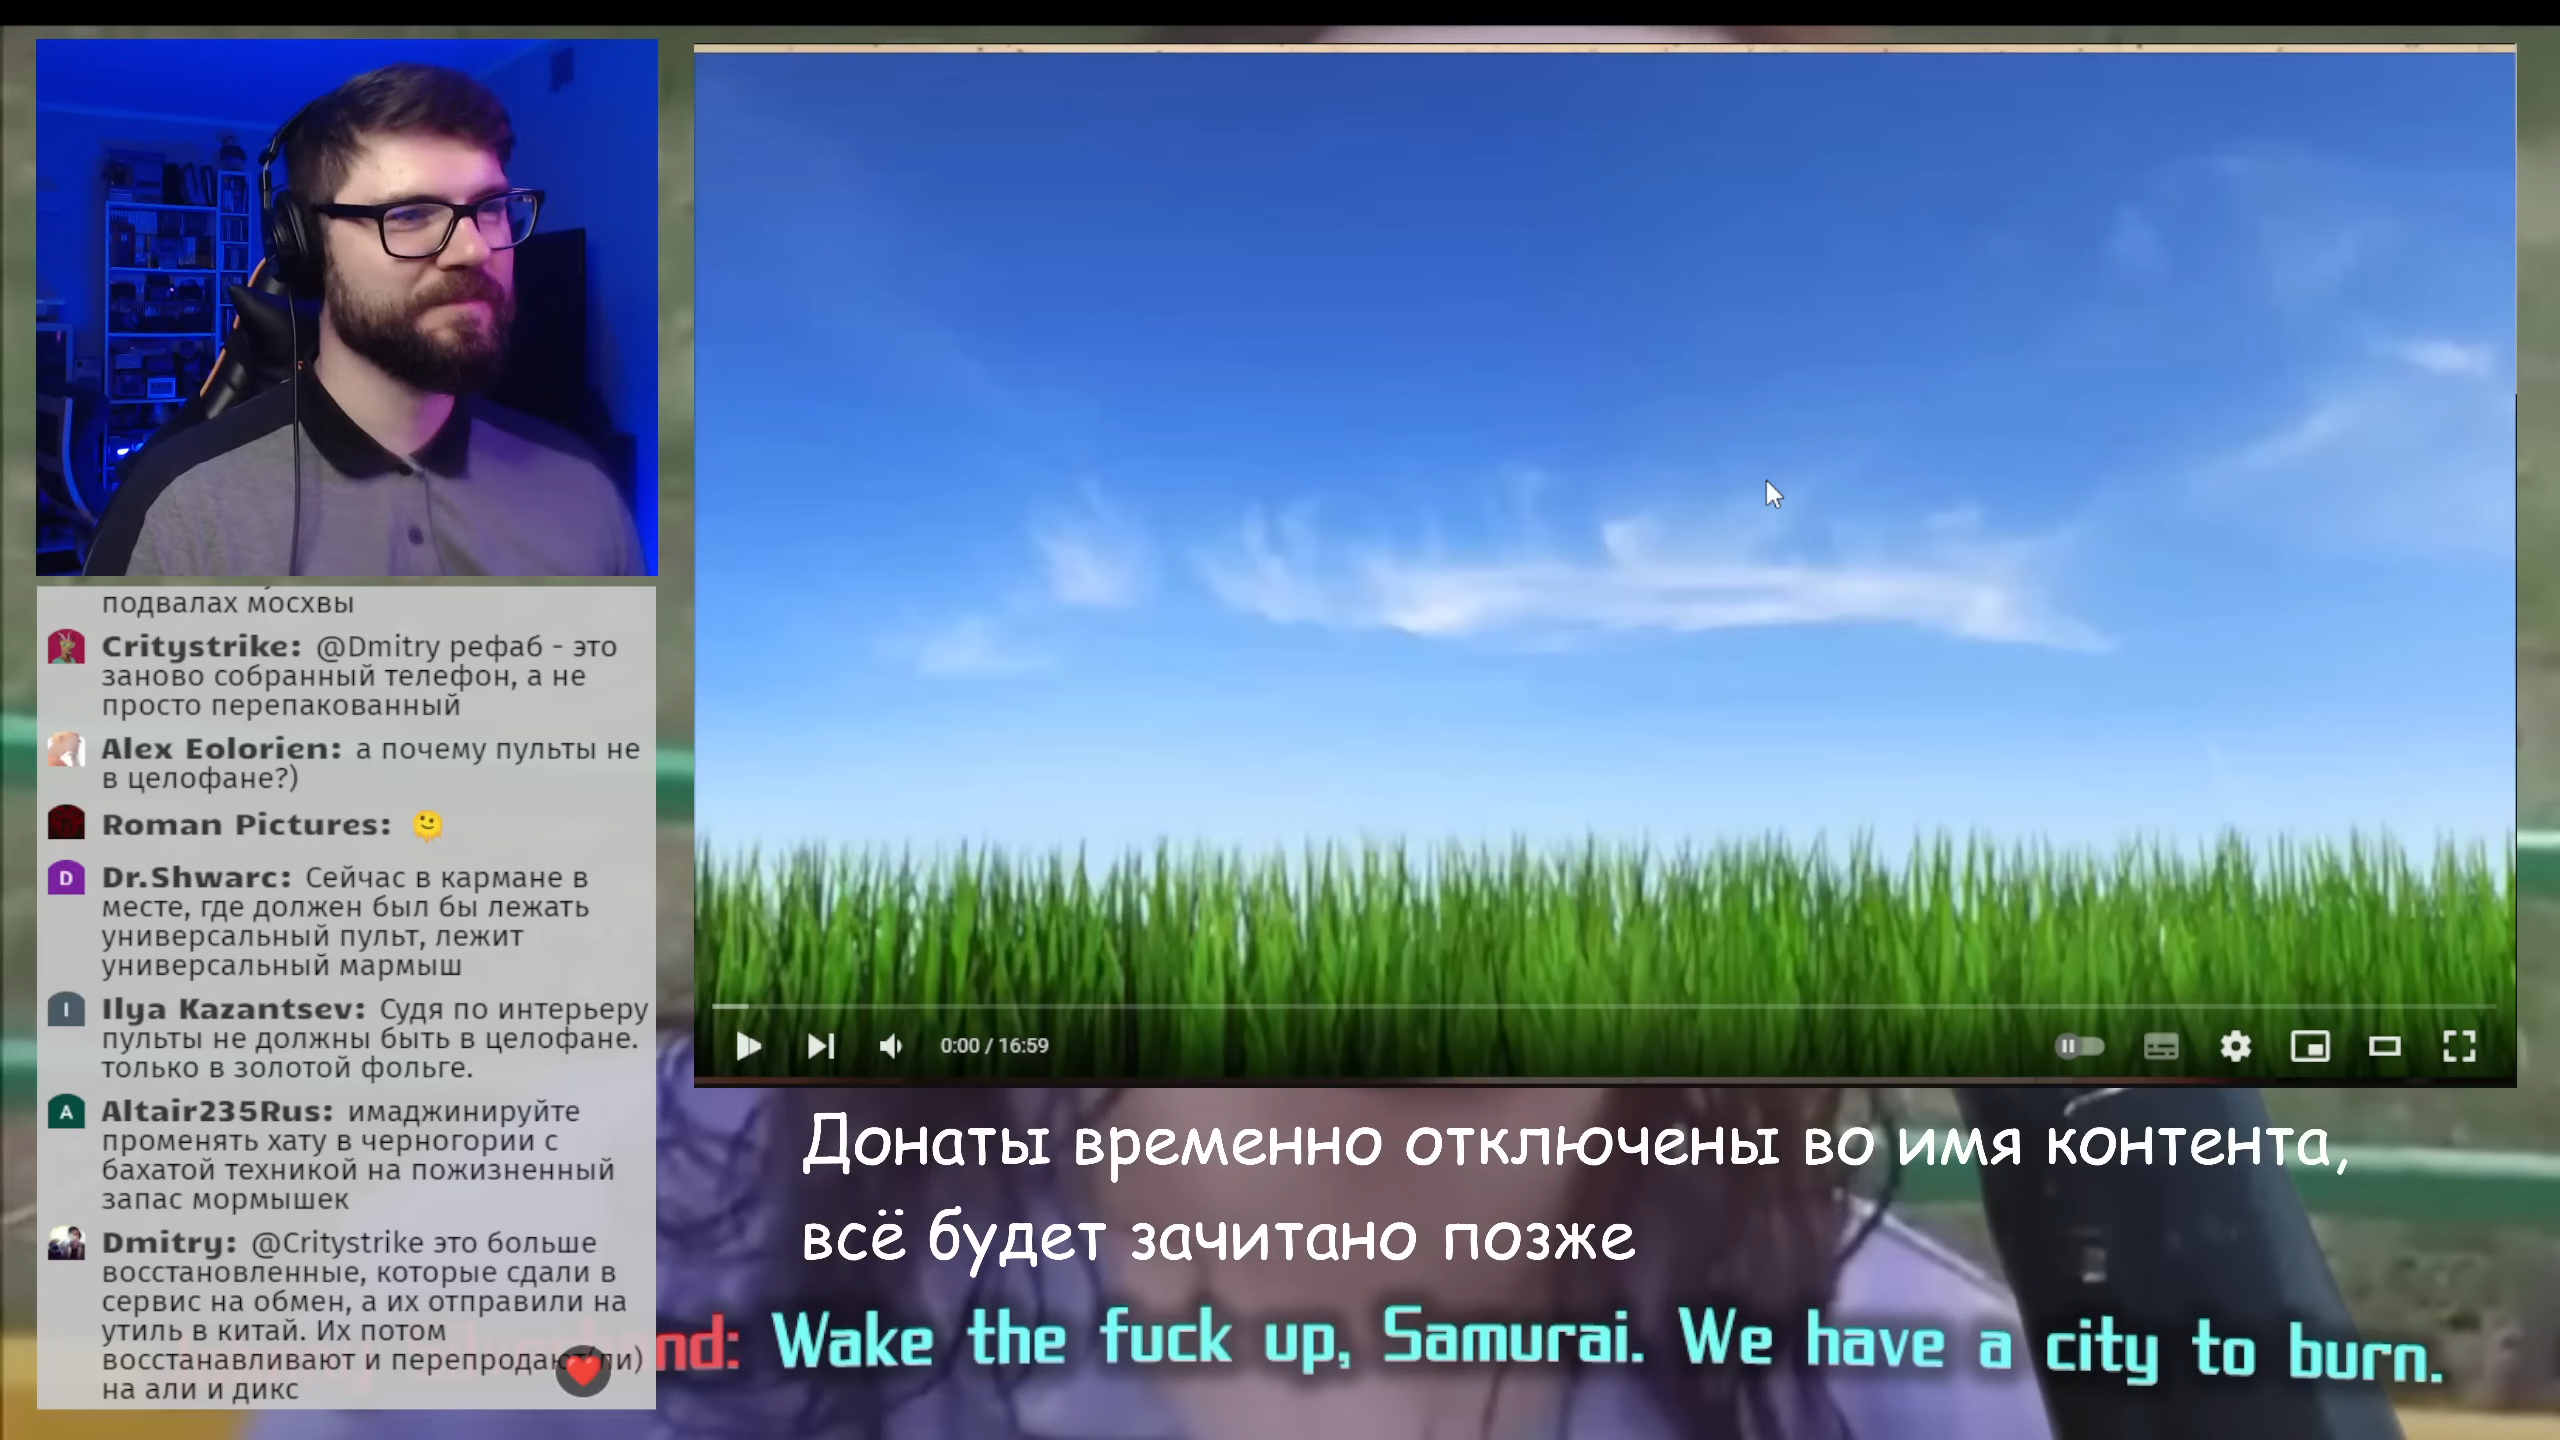 подвалах мосхвы
Critystrike: @Dmitry рефаб - это
заново собранный телефон, а не
просто перепакованный
Alex Eolorien: а почему пульты не
в целофане?)
Roman Pictures: 🫠
Dr.Shwarc: Сейчас в кармане в
месте, где должен был бы лежать
универсальный пульт, лежит
универсальный мармыш
Ilya Kazantsev: Судя по интерьеру
пульты не должны быть в целофане.
только в золотой фольге.
Altair235Rus: имаджинируйте
променять хату в черногории с
бахатой техникой на пожизненный
запас мормышек
Dmitry: @Critystrike это больше
восстановленные, которые сдали в
сервис на обмен, а их отправили на
утиль в китай. Их потом
восстанавливают и
на али и дикс
D
I
A
0:00 / 16:59
Донаты временно отключены во имя контента,
всё будет зачитано позже
nd: Wake the fuck up, Samurai. We have a city to burn.